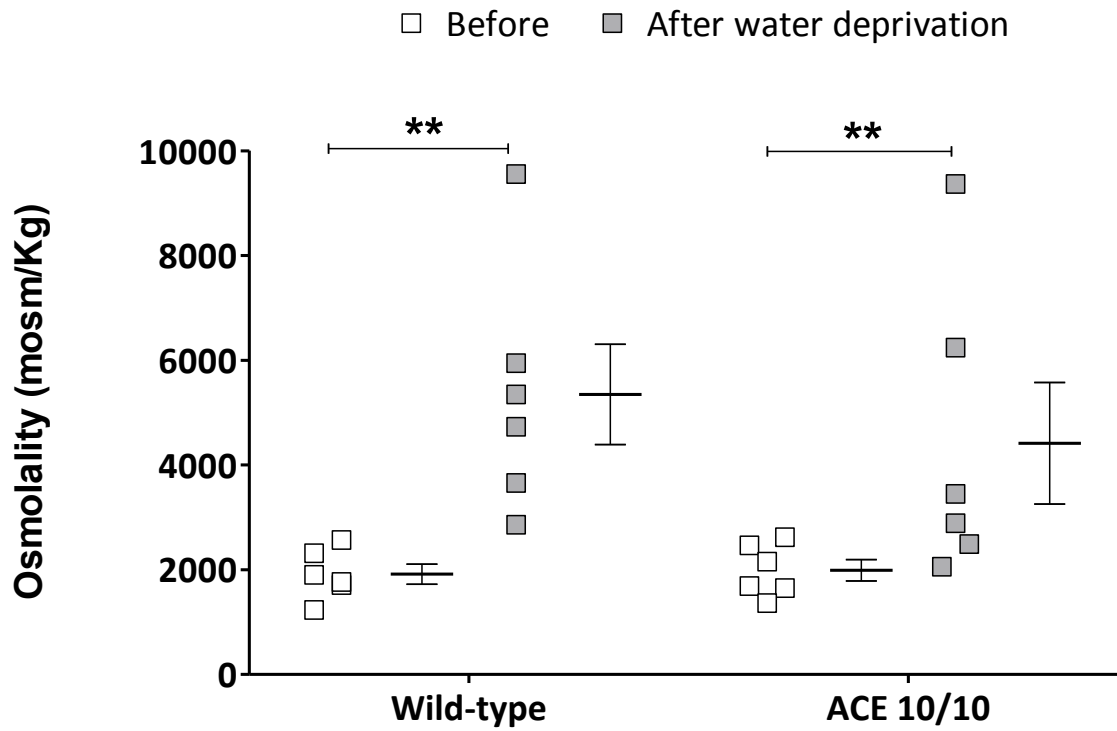 Before After water deprivation
** **
10000
8000
6000
4000
2000
0
Osmolality (mosm/Kg)
Wild-type ACE 10/10